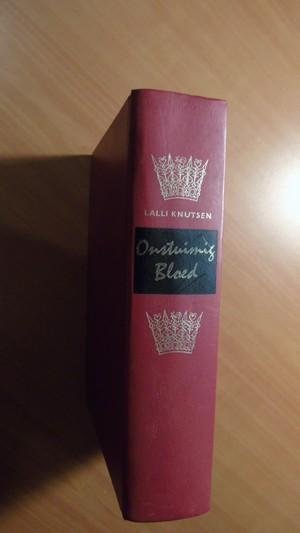 LALLI KNUTSEN
Onstuimig
Bloed